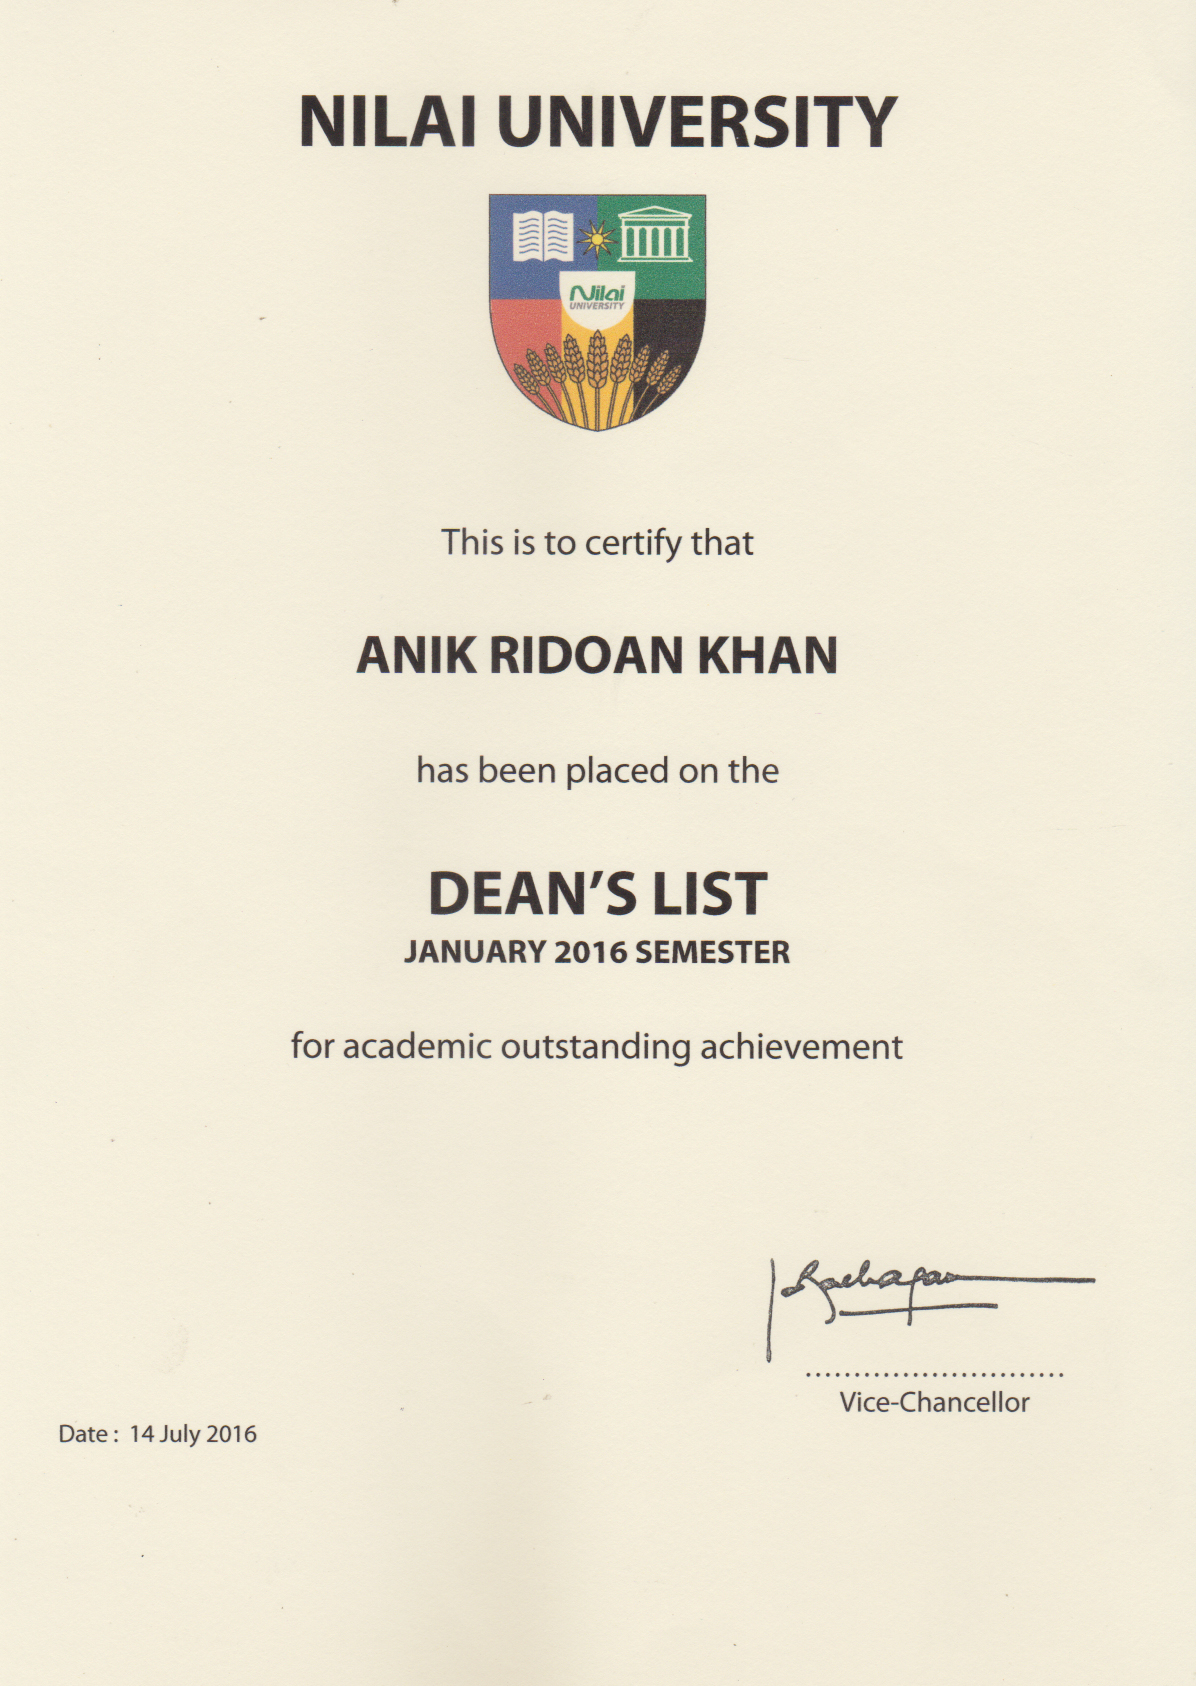 NILAI UNIVERSITY
Nilai
UNIVERSITY
This is to certify that
ANIK RIDOAN KHAN
has been placed on the
DEAN’S LIST
JANUARY 2016 SEMESTER
for academic outstanding achievement
..........................
Vice-Chancellor
Date : 14 July 2016